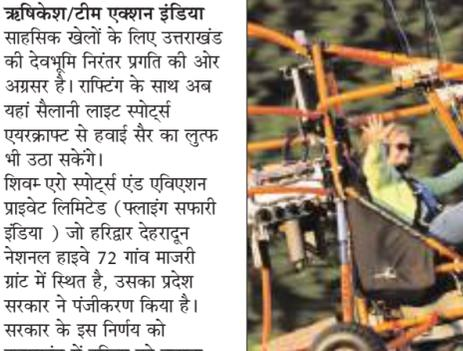 ऋषिकेश/टीम एक्शन इंडिया
साहसिक खेलों के लिए उत्तराखंड
की देवभूमि निरंतर प्रगति की ओर
अग्रसर है। राफ्टिंग के साथ अब
यहां सैलानी लाइट स्पोर्ट्स
एयरक्राफ्ट से हवाई सैर का लुत्फ
भी उठा सकेंगे।
शिवम एरो स्पोर्ट्स एंड एविएशन
प्राइवेट लिमिटेड (फ्लाइंग सफारी
इंडिया ) जो हरिद्वार देहरादून
नेशनल हाइवे 72 गांव माजरी
ग्रांट में स्थित है, उसका प्रदेश
सरकार ने पंजीकरण किया है।
सरकार के इस निर्णय को